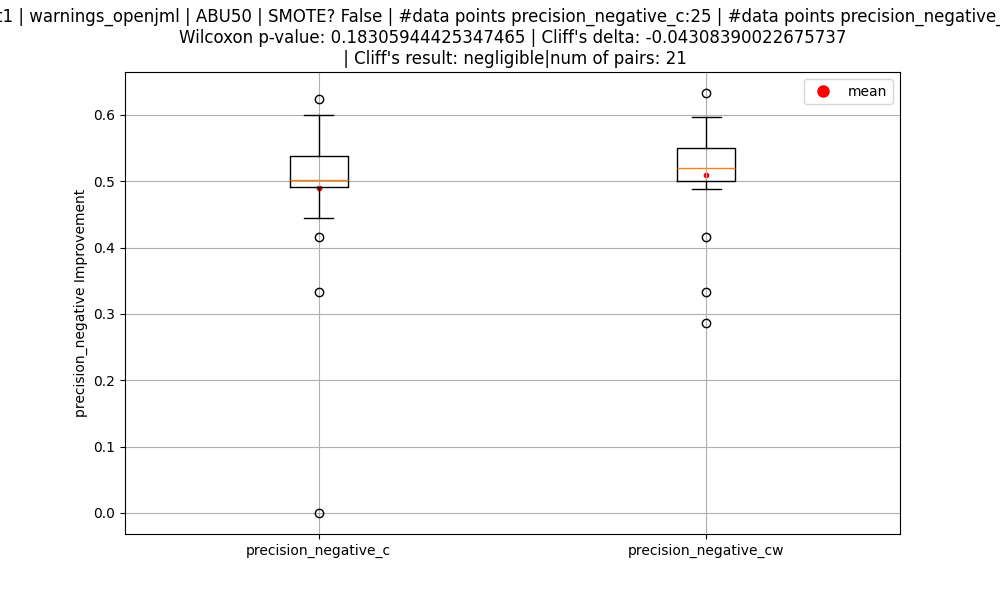 t1 | warnings_openjml | ABU50 | SMOTE? False | #data points precision_negative_c:25 | #data points precision_negative_
Wilcoxon p-value: 0.18305944425347465 | Cliff's delta: -0.04308390022675737
| Cliff's result: negligible|num of pairs: 21
mean
0.6
0.5
0.4
0.3
0.2
0.1
0.0
precision_negative Improvement
precision_negative_c
precision_negative_cw